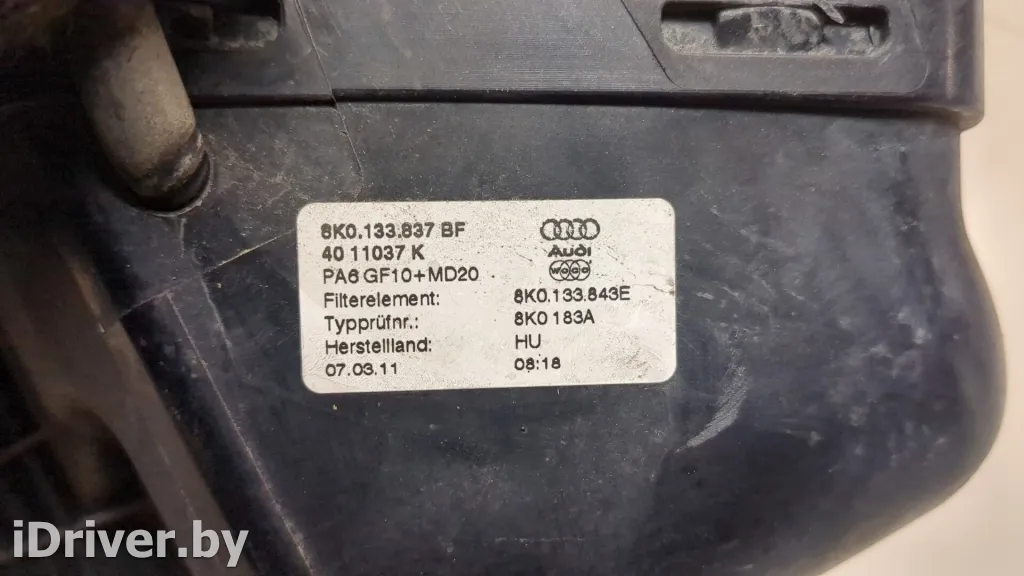 8K0.133.837 BF
40 11037 K
PA6 GF10+MD20
Filterelement: 8K0.133.843E
Typprüfnr.: 8K0 183A
Herstellland: HU
07.03.11 08:18
Audi
iDriver.by